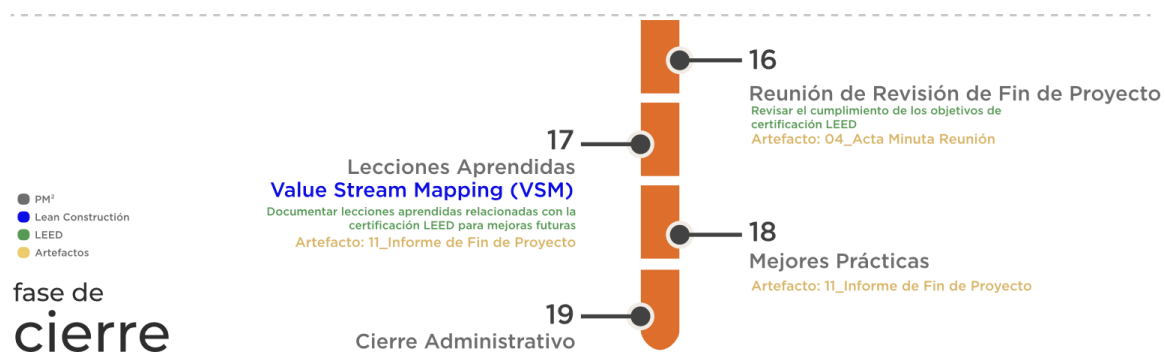 16
Reunión de Revisión de Fin de Proyecto
Revisar el cumplimiento de los objetivos de
certificación LEED
Artefacto: 04_Acta Minuta Reunión
17
Lecciones Aprendidas
Value Stream Mapping (VSM)
Documentar lecciones aprendidas relacionadas con la
certificación LEED para mejoras futuras
Artefacto: 11_Informe de Fin de Proyecto
18
Mejores Prácticas
Artefacto: 11_Informe de Fin de Proyecto
19
Cierre Administrativo
PM²
Lean Constructión
LEED
Artefactos
fase de
cierre